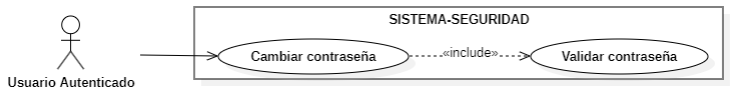 SISTEMA-SEGURIDAD
Cambiar contraseña
«include»
Validar contraseña
Usuario Autenticado